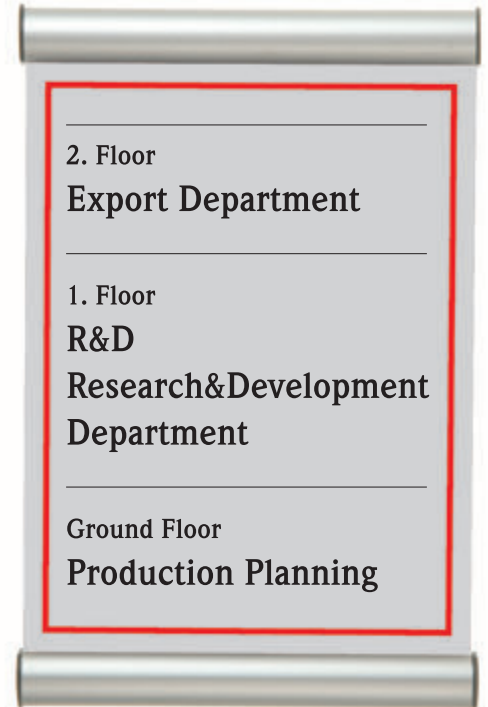 2. Floor
Export Department
1. Floor
R&D
Research&Development
Department
Ground Floor
Production Planning